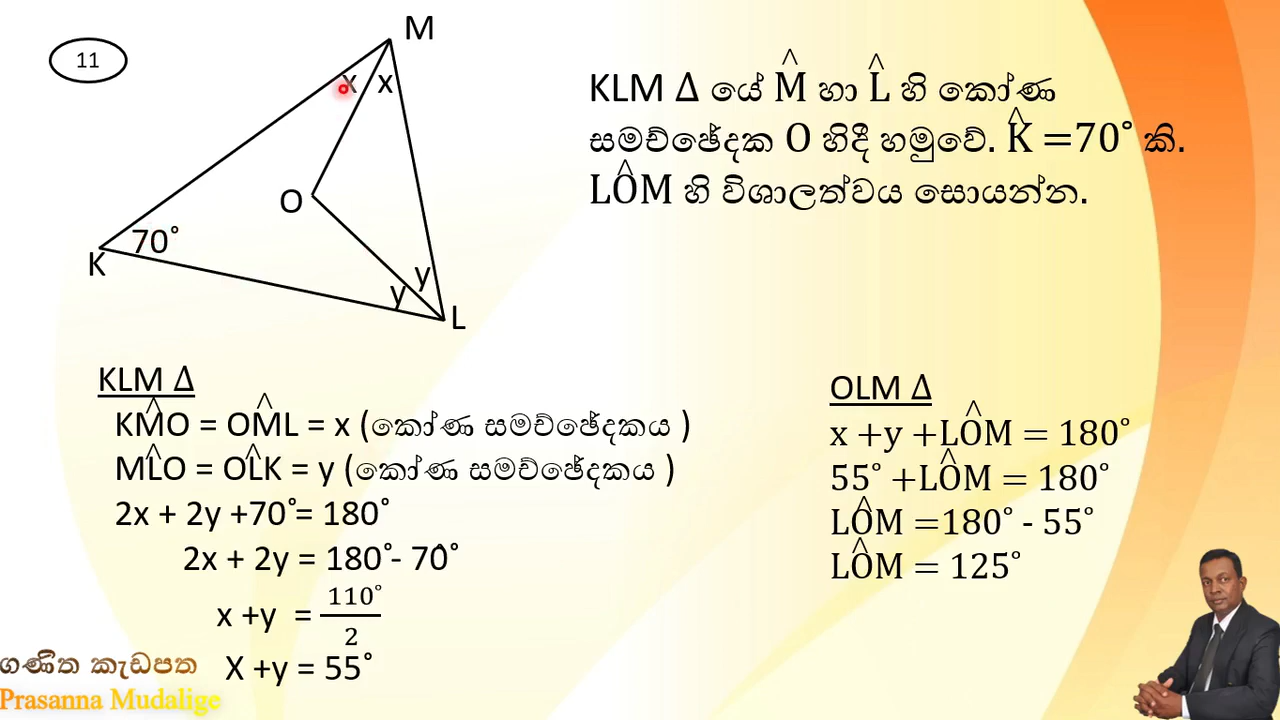 11
M
x x
O
70°
K
y
y
L
KLM Δ යේ M̂ හා L̂ හි කෝණ
සමච්ඡේදක O හිදී හමුවේ. K̂ =70° කි.
LÔM හි විශාලත්වය සොයන්න.
KLM Δ
KM̂O = OM̂L = x (කෝණ සමච්ඡේදකය )
ML̂O = OL̂K = y (කෝණ සමච්ඡේදකය )
2x + 2y +70°= 180°
2x + 2y = 180°- 70°
x +y = 110°/2
X +y = 55°
OLM Δ
x +y +LÔM = 180°
55° +LÔM = 180°
LÔM =180° - 55°
LÔM = 125°
ගණිත කැඩපත
Prasanna Mudalige